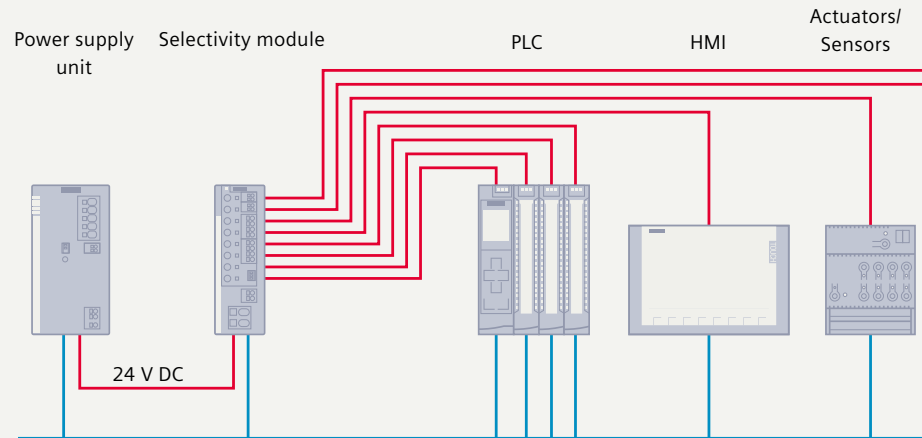 Power supply
unit
Selectivity module
PLC
HMI
Actuators/
Sensors
24 V DC